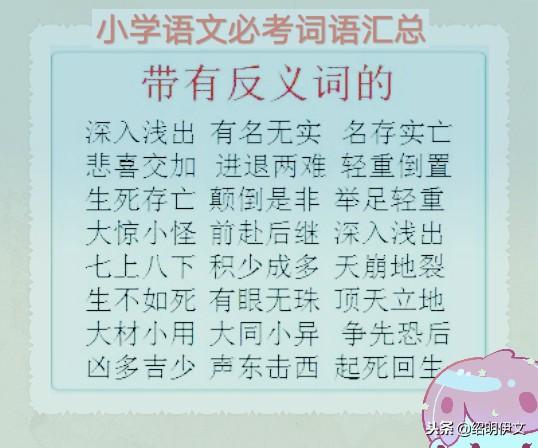 小学语文必考词语汇总
带有反义词的
深入浅出 有名无实 名存实亡
悲喜交加 进退两难 轻重倒置
生死存亡 颠倒是非 举足轻重
大惊小怪 前赴后继 深入浅出
七上八下 积少成多 天崩地裂
生不如死 有眼无珠 顶天立地
大材小用 大同小异 争先恐后
凶多吉少 声东击西 起死回生
头条 @绍明伊文